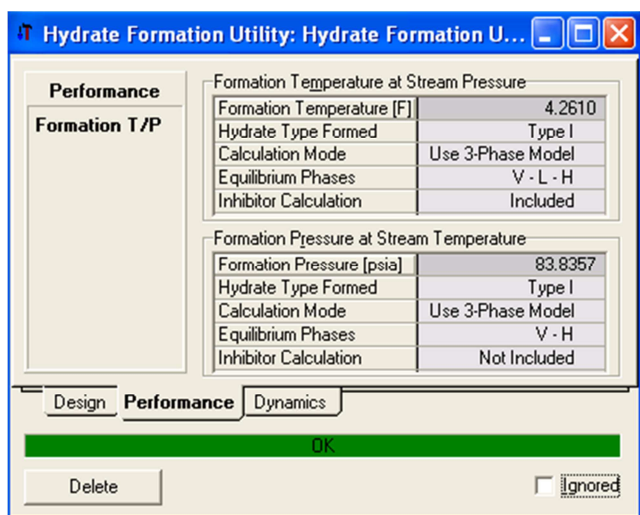 Hydrate Formation Utility: Hydrate Formation U...
Performance
Formation T/P
Formation Temperature at Stream Pressure
Formation Temperature [F] 4.2610
Hydrate Type Formed Type I
Calculation Mode Use 3-Phase Model
Equilibrium Phases V - L - H
Inhibitor Calculation Included
Formation Pressure at Stream Temperature
Formation Pressure [psia] 83.8357
Hydrate Type Formed Type I
Calculation Mode Use 3-Phase Model
Equilibrium Phases V - H
Inhibitor Calculation Not Included
Design Performance Dynamics
OK
Delete Ignored